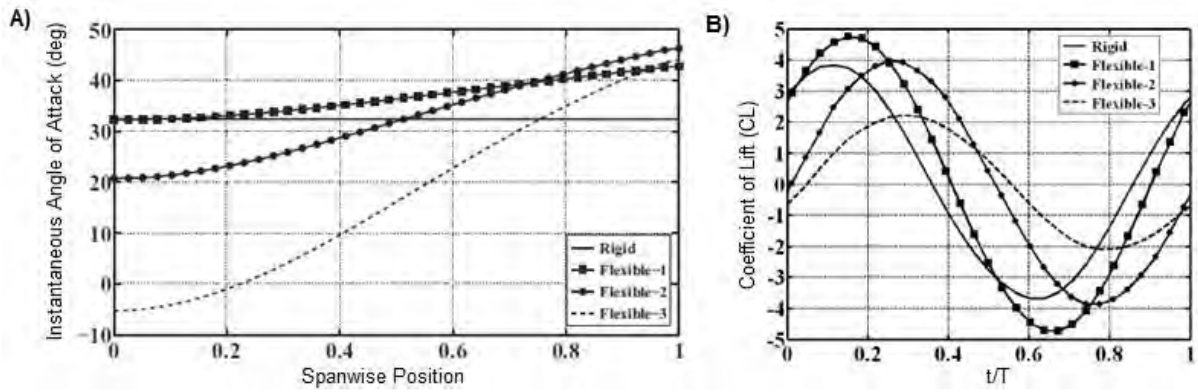 A)
Instantaneous Angle of Attack (deg)
50
40
30
20
10
0
−10
0
0.2
0.4
0.6
0.8
1
Spanwise Position
Rigid
Flexible−1
Flexible−2
Flexible−3
B)
Coefficient of Lift (CL)
5
4
3
2
1
0
-1
-2
-3
-4
-5
0
0.2
0.4
0.6
0.8
1
t/T
Rigid
Flexible−1
Flexible−2
Flexible−3